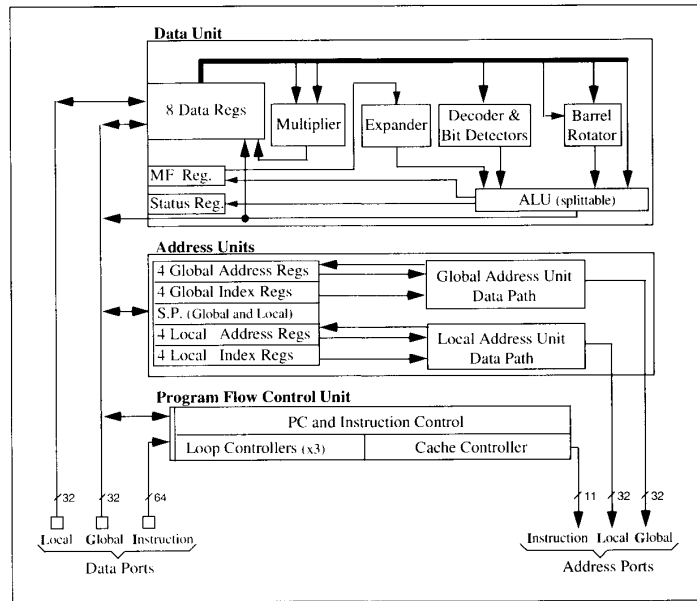 Data Unit
8 Data Regs
Multiplier
Expander
Decoder &
Bit Detectors
Barrel
Rotator
MF Reg.
Status Reg.
ALU (splittable)
Address Units
4 Global Address Regs
4 Global Index Regs
S.P. (Global and Local)
4 Local Address Regs
4 Local Index Regs
Global Address Unit
Data Path
Local Address Unit
Data Path
Program Flow Control Unit
PC and Instruction Control
Loop Controllers (x3)
Cache Controller
32
32
64
11
32
32
Local
Global
Instruction
Data Ports
Instruction
Local
Global
Address Ports